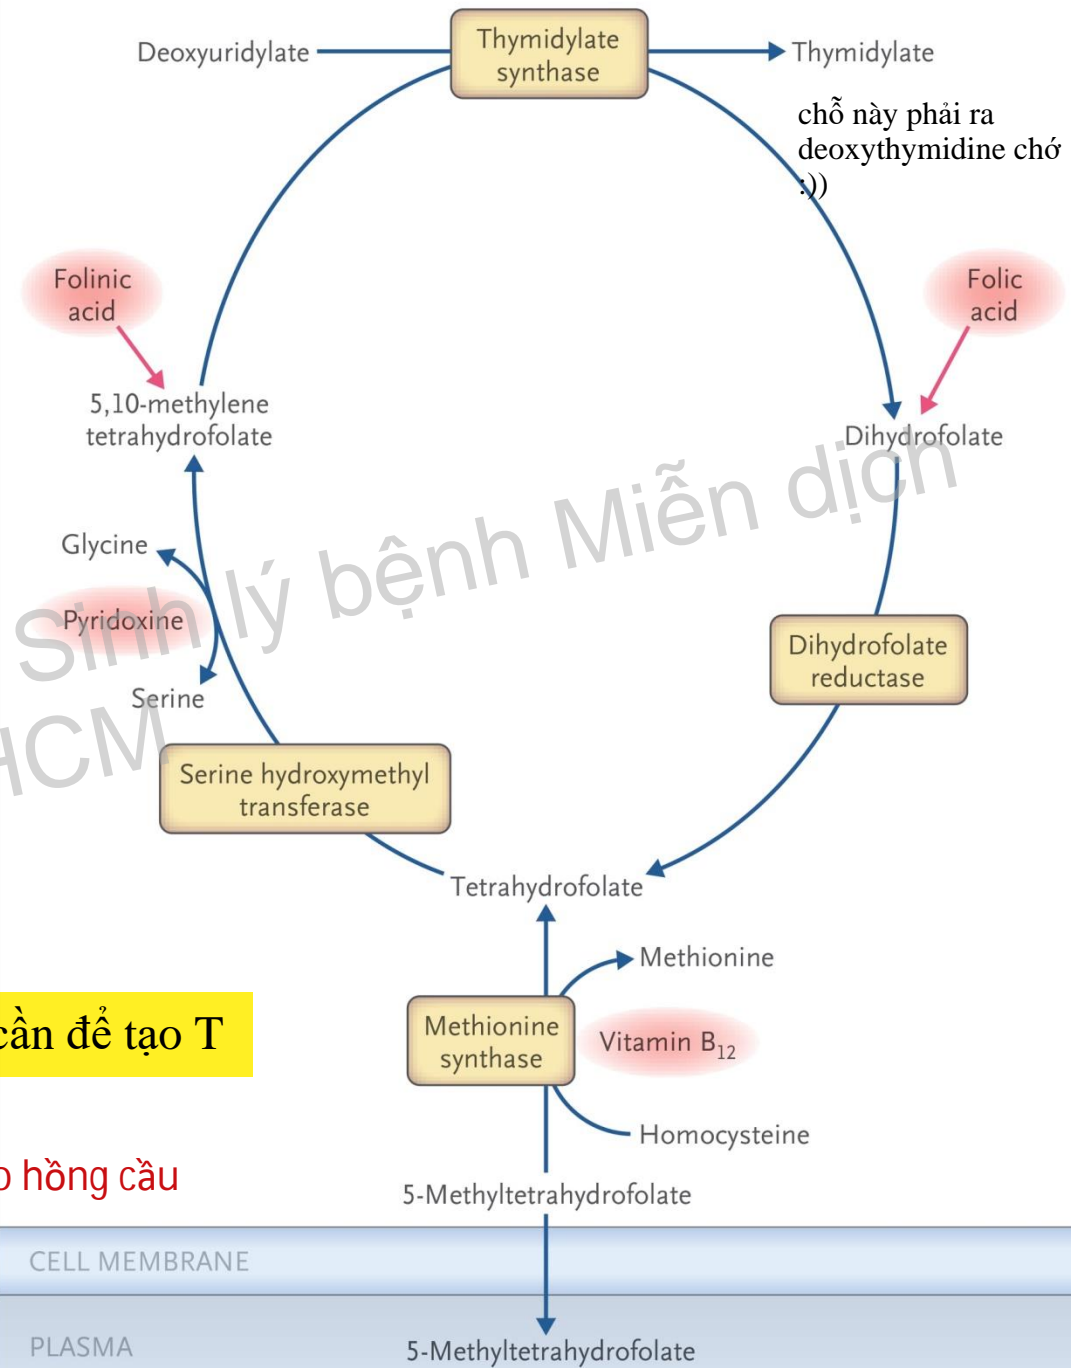 Deoxyuridylate
Thymidylate
synthase
Thymidylate
chỗ này phải ra
deoxythymidine chớ
:))
Folinic
acid
Folic
acid
5,10-methylene
tetrahydrofolate
Dihydrofolate
Glycine
Sinh lý bệnh Miễn dịch
Pyridoxine
Serine
HCM
Dihydrofolate
reductase
Serine hydroxymethyl
transferase
Tetrahydrofolate
Methionine
cần để tạo T
Methionine
synthase
Vitamin B₁₂
Homocysteine
hồng cầu
5-Methyltetrahydrofolate
CELL MEMBRANE
PLASMA
5-Methyltetrahydrofolate